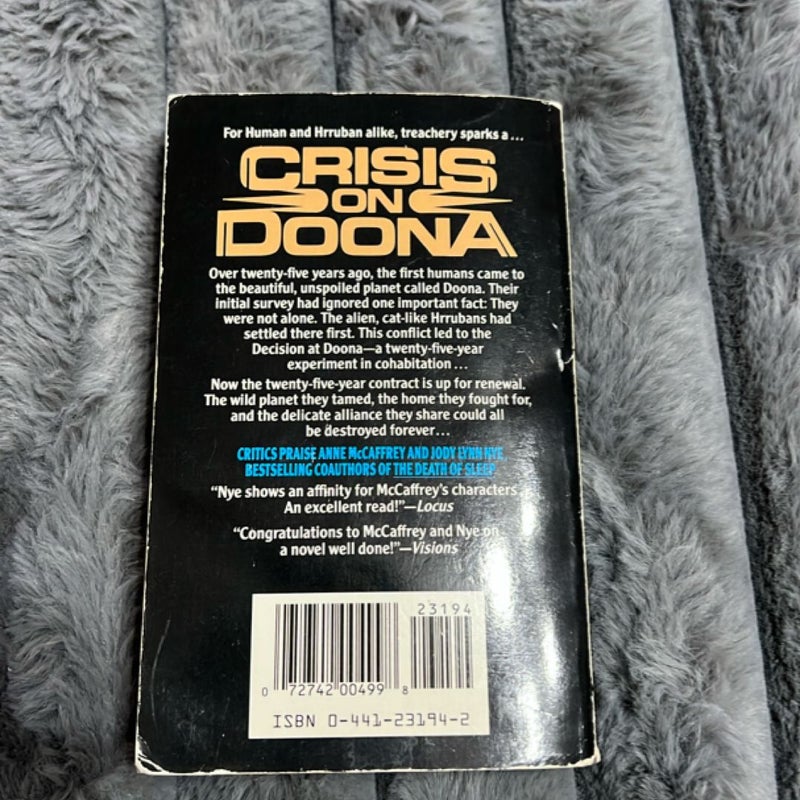 For Human and Hrruban alike, treachery sparks a...
CRISIS
ON
DOONA
Over twenty-five years ago, the first humans came to
the beautiful, unspoiled planet called Doona. Their
initial survey had ignored one important fact: They
were not alone. The alien, cat-like Hrrubans had
settled there first. This conflict led to the
Decision at Doona—a twenty-five-year
experiment in cohabitation...
Now the twenty-five-year contract is up for renewal.
The wild planet they tamed, the home they fought for,
and the delicate alliance they share could all
be destroyed forever...
CRITICS PRAISE ANNE McCAFFREY AND JODY LYNN NYE,
BESTSELLING COAUTHORS OF THE DEATH OF SLEEP
"Nye shows an affinity for McCaffrey's characters.
An excellent read!"—Locus
"Congratulations to McCaffrey and Nye on
a novel well done!"—Visions
23194
0 72742 00499 8
ISBN 0-441-23194-2